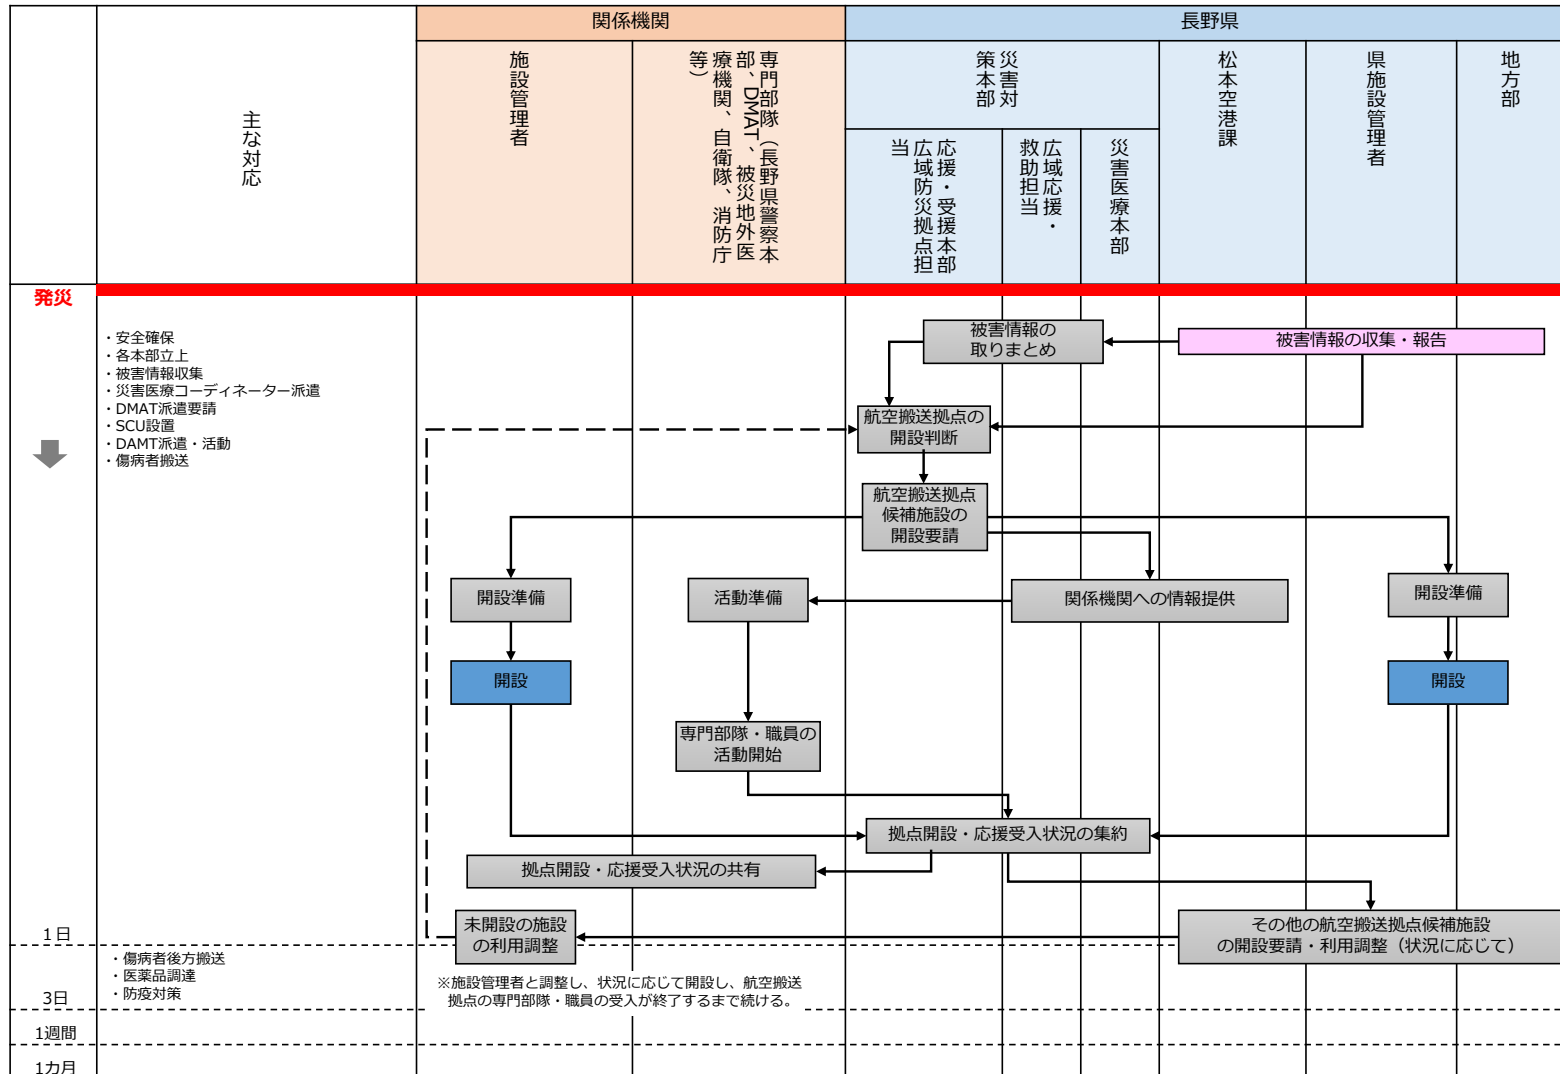 関係機関
長野県
主な対応
施設管理者
専門部隊（長野県警察本
部、DMAT、被災地外医
療機関、自衛隊、消防庁
等）
災害対
策本部
応援・受援本部
広域防災拠点担
当
広域応援・
救助担当
災害医療本部
松本空港課
県施設管理者
地方部
発災
・安全確保
・各本部立上
・被害情報収集
・災害医療コーディネーター派遣
・DMAT派遣要請
・SCU設置
・DAMT派遣・活動
・傷病者搬送
被害情報の
取りまとめ
被害情報の収集・報告
航空搬送拠点の
開設判断
航空搬送拠点
候補施設の
開設要請
開設準備
活動準備
関係機関への情報提供
開設準備
開設
開設
専門部隊・職員の
活動開始
拠点開設・応援受入状況の集約
拠点開設・応援受入状況の共有
未開設の施設
の利用調整
その他の航空搬送拠点候補施設
の開設要請・利用調整（状況に応じて）
1日
・傷病者後方搬送
・医薬品調達
・防疫対策
※施設管理者と調整し、状況に応じて開設し、航空搬送
拠点の専門部隊・職員の受入が終了するまで続ける。
3日
1週間
1カ月